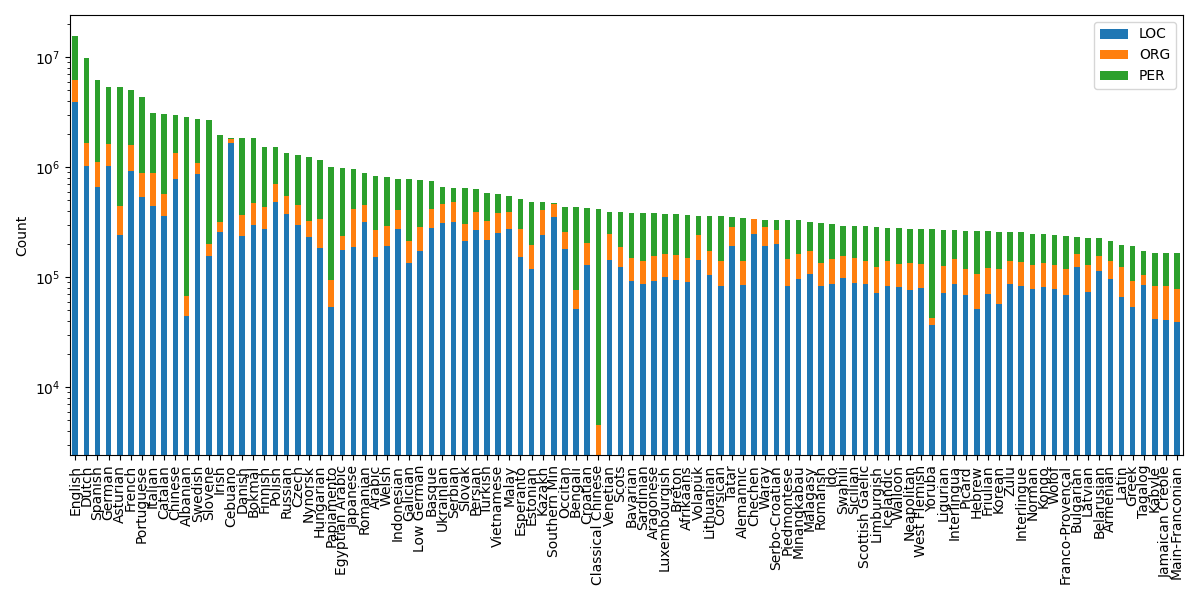 LOC
ORG
PER
Count
10⁷
10⁶
10⁵
10⁴
English
Dutch
Spanish
German
Asturian
French
Portuguese
Italian
Catalan
Chinese
Albanian
Swedish
Slovene
Irish
Cebuano
Danish
Bokmål
Finnish
Polish
Russian
Czech
Nynorsk
Hungarian
Papiamento
Egyptian Arabic
Japanese
Romanian
Arabic
Welsh
Indonesian
Galician
Low German
Basque
Ukrainian
Serbian
Slovak
Persian
Turkish
Vietnamese
Malay
Esperanto
Estonian
Kazakh
Southern Min
Occitan
Bengali
Croatian
Classical Chinese
Venetian
Scots
Bavarian
Sardinian
Aragonese
Luxembourgish
Breton
Afrikaans
Volapük
Lithuanian
Corsican
Tatar
Alemannic
Chechen
Waray
Serbo-Croatian
Piedmontese
Minangkabau
Malagasy
Romansh
Ido
Swahili
Sicilian
Scottish Gaelic
Limburgish
Icelandic
Walloon
Neapolitan
West Flemish
Yoruba
Ligurian
Interlingua
Picard
Hebrew
Friulian
Korean
Zulu
Interlingue
Norman
Kongo
Wolof
Franco-Provencal
Bulgarian
Latvian
Belarusian
Armenian
Latin
Greek
Tagalog
Kabyle
Jamaican Creole
Main-Franconian